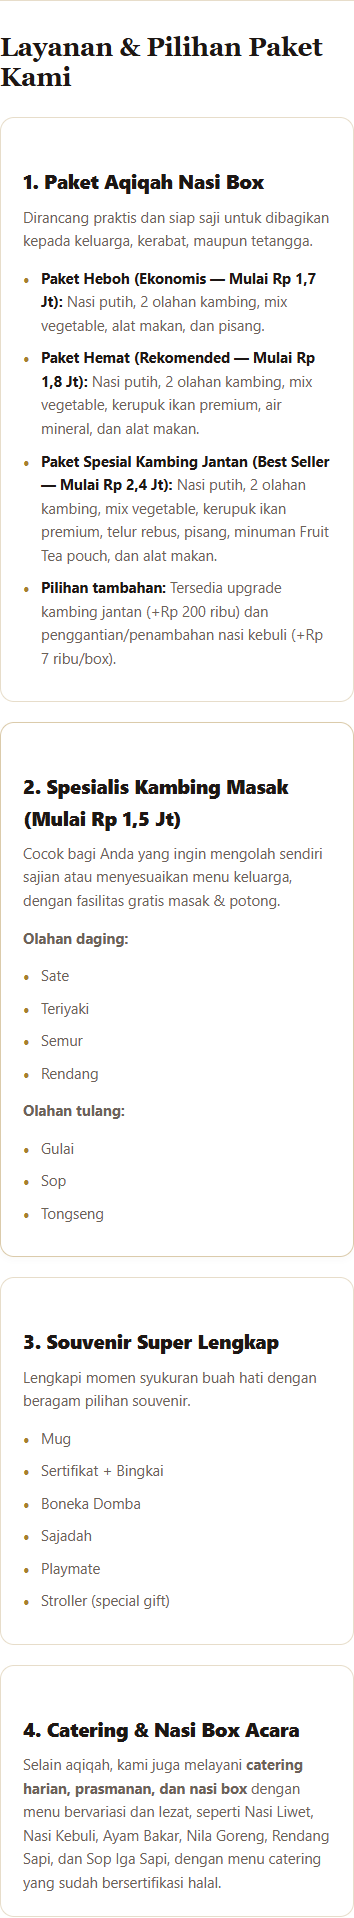 Layanan & Pilihan Paket
Kami
1. Paket Aqiqah Nasi Box
Dirancang praktis dan siap saji untuk dibagikan
kepada keluarga, kerabat, maupun tetangga.
• Paket Heboh (Ekonomis — Mulai Rp 1,7
Jt): Nasi putih, 2 olahan kambing, mix
vegetable, alat makan, dan pisang.
• Paket Hemat (Rekomended — Mulai Rp
1,8 Jt): Nasi putih, 2 olahan kambing, mix
vegetable, kerupuk ikan premium, air
mineral, dan alat makan.
• Paket Spesial Kambing Jantan (Best Seller
— Mulai Rp 2,4 Jt): Nasi putih, 2 olahan
kambing, mix vegetable, kerupuk ikan
premium, telur rebus, pisang, minuman Fruit
Tea pouch, dan alat makan.
• Pilihan tambahan: Tersedia upgrade
kambing jantan (+Rp 200 ribu) dan
penggantian/penambahan nasi kebuli (+Rp
7 ribu/box).
2. Spesialis Kambing Masak
(Mulai Rp 1,5 Jt)
Cocok bagi Anda yang ingin mengolah sendiri
sajian atau menyesuaikan menu keluarga,
dengan fasilitas gratis masak & potong.
Olahan daging:
• Sate
• Teriyaki
• Semur
• Rendang
Olahan tulang:
• Gulai
• Sop
• Tongseng
3. Souvenir Super Lengkap
Lengkapi momen syukuran buah hati dengan
beragam pilihan souvenir.
• Mug
• Sertifikat + Bingkai
• Boneka Domba
• Sajadah
• Playmate
• Stroller (special gift)
4. Catering & Nasi Box Acara
Selain aqiqah, kami juga melayani catering
harian, prasmanan, dan nasi box dengan
menu bervariasi dan lezat, seperti Nasi Liwet,
Nasi Kebuli, Ayam Bakar, Nila Goreng, Rendang
Sapi, dan Sop Iga Sapi, dengan menu catering
yang sudah bersertifikasi halal.